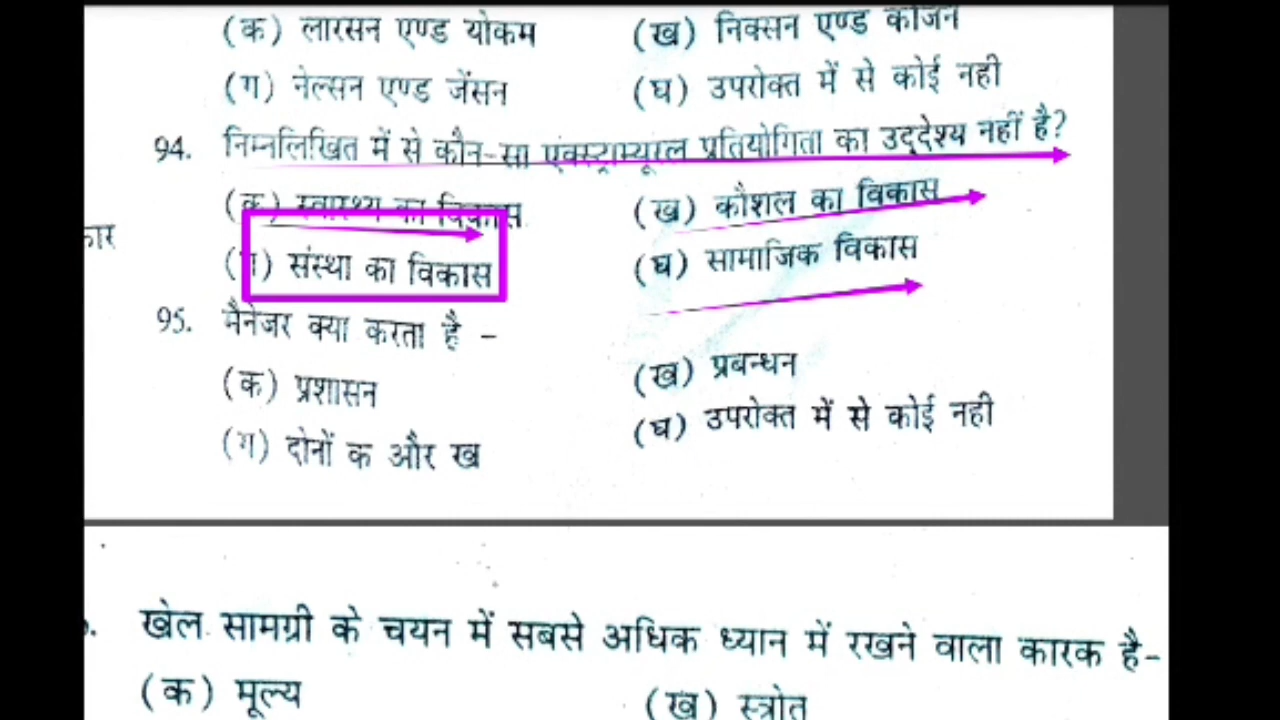 (क) लारसन एण्ड योकम (ख) निक्सन एण्ड कोजन
(ग) नेल्सन एण्ड जेंसन (घ) उपरोक्त में से कोई नही
94. निम्नलिखित में से कौन-सा एक्स्ट्राम्यूरल प्रतियोगिता का उद्देश्य नहीं है?
(क) स्वास्थ्य का विकास (ख) कौशल का विकास
(ग) संस्था का विकास (घ) सामाजिक विकास
95. मैनेजर क्या करता है -
(क) प्रशासन (ख) प्रबन्धन
(ग) दोनों क और ख (घ) उपरोक्त में से कोई नही
खेल सामग्री के चयन में सबसे अधिक ध्यान में रखने वाला कारक है-
(क) मूल्य (ख) स्त्रोत